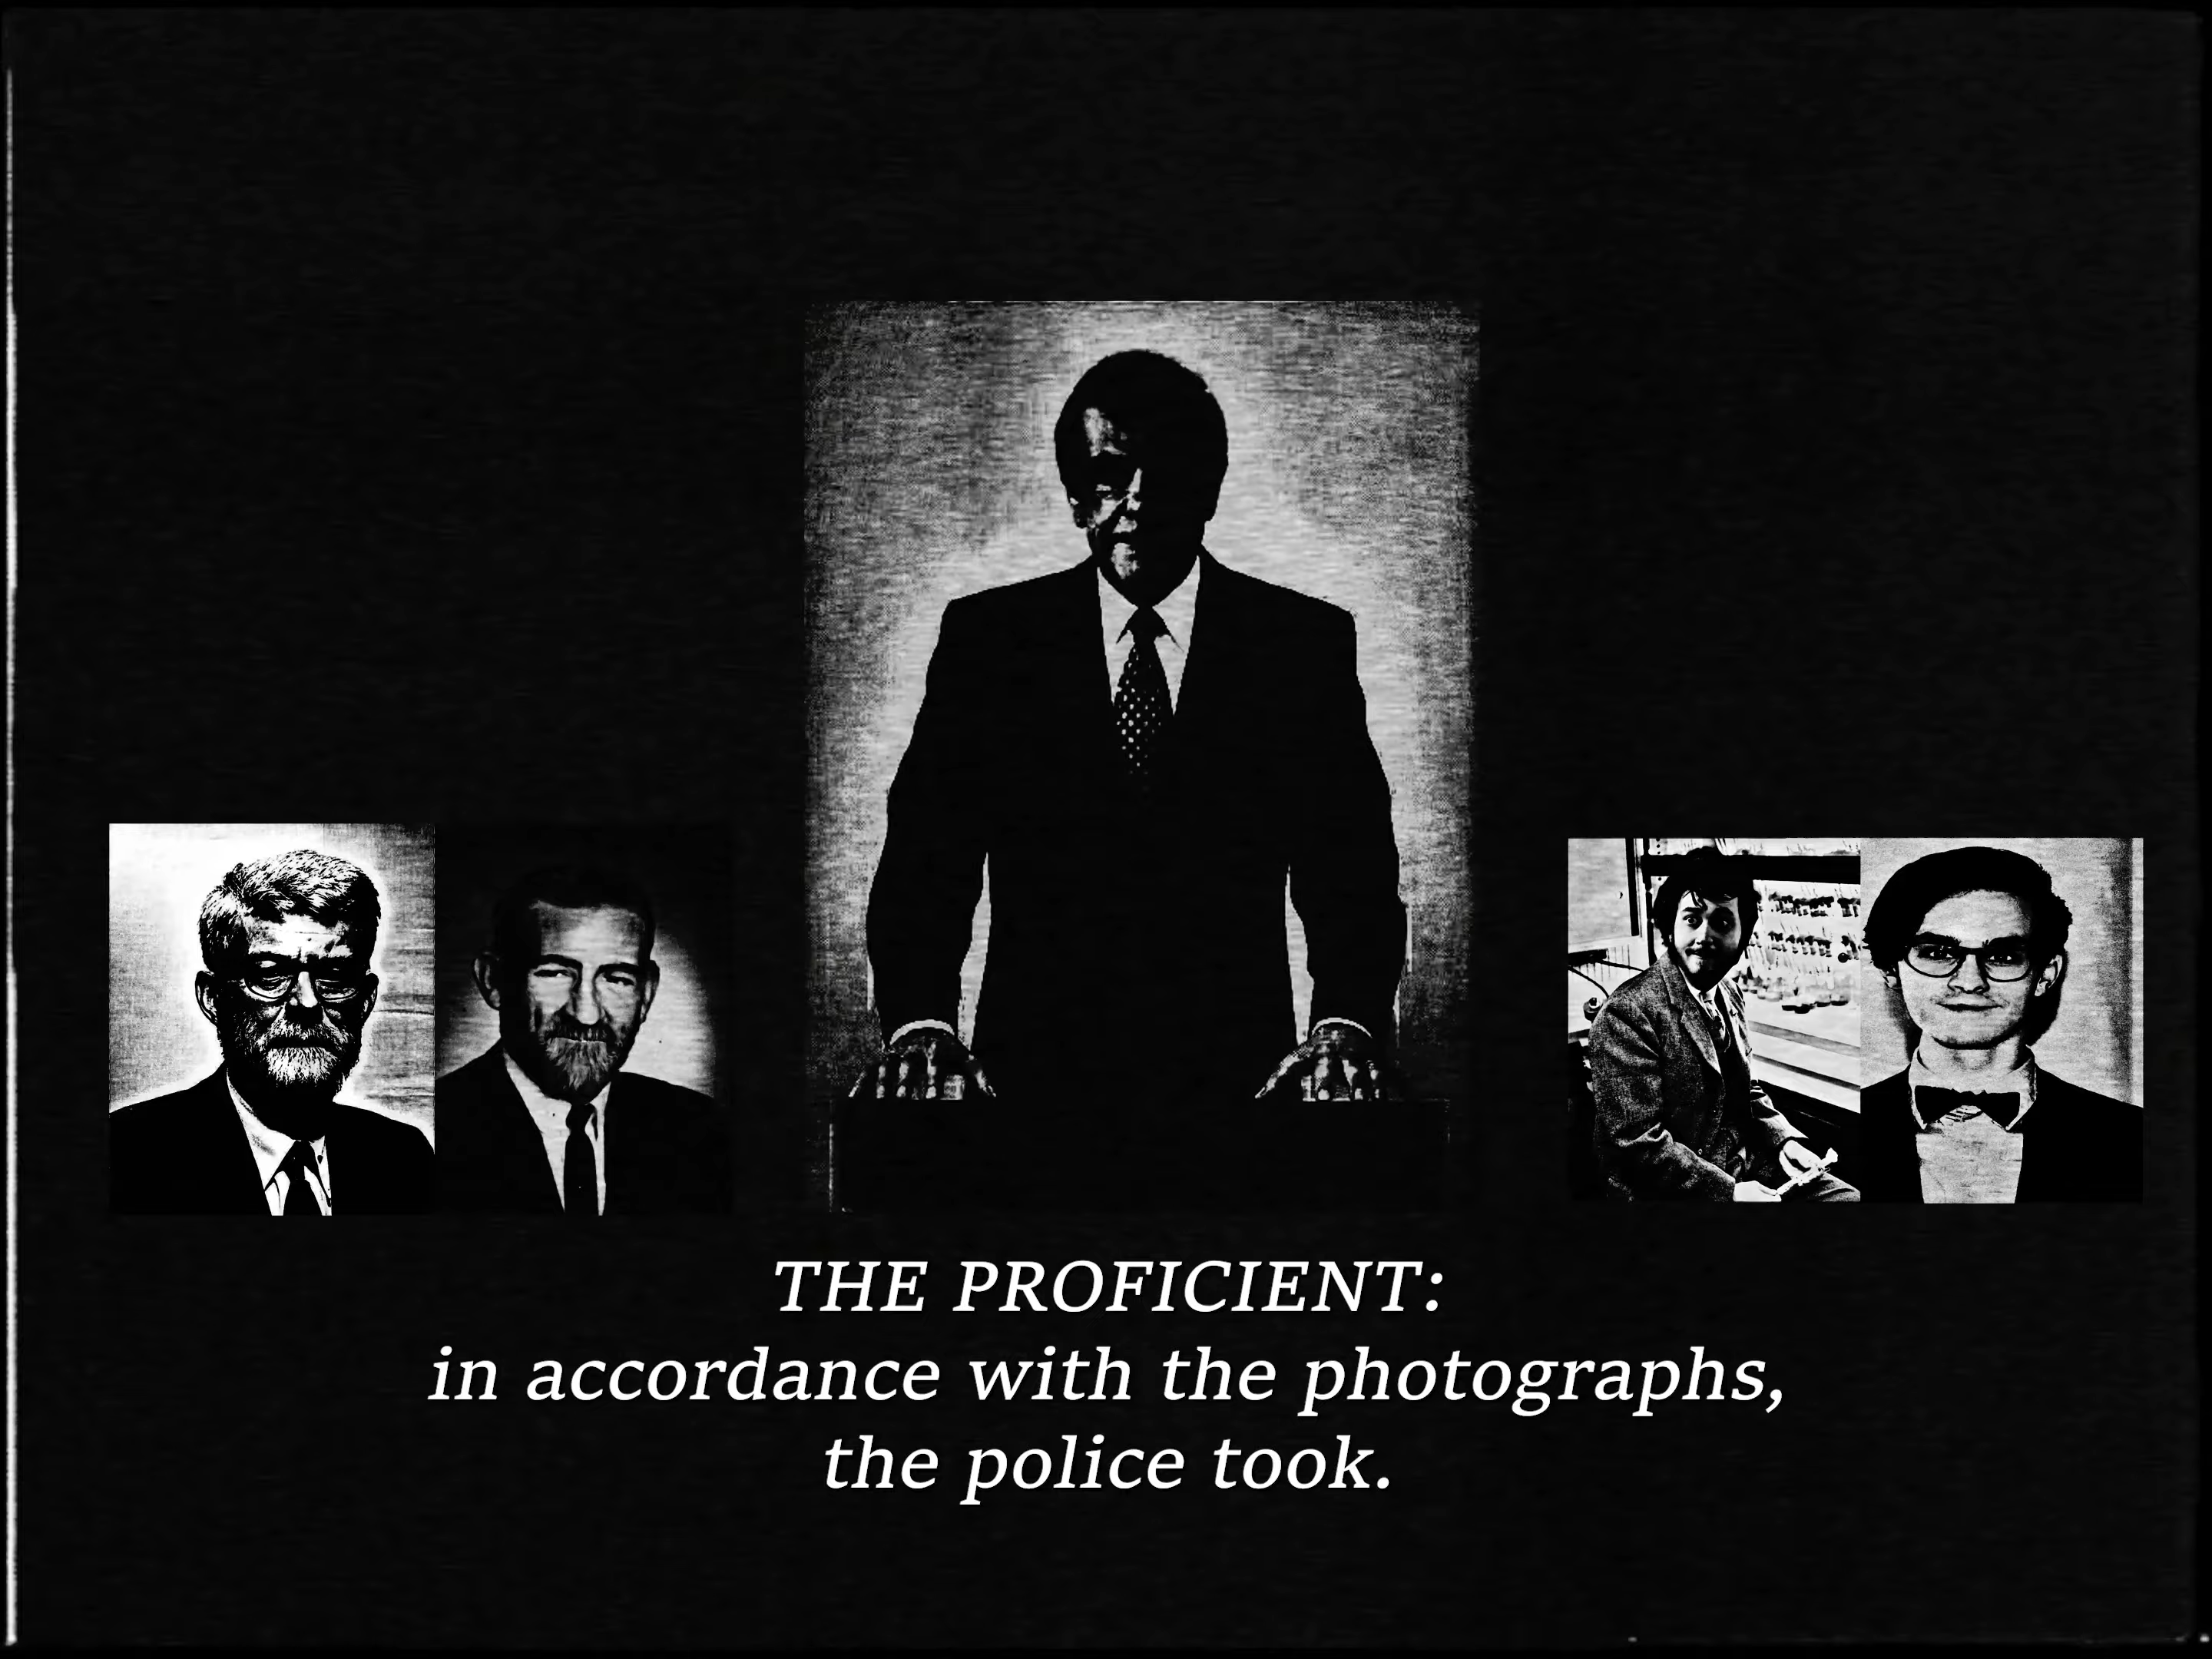 THE PROFICIENT:
in accordance with the photographs,
the police took.